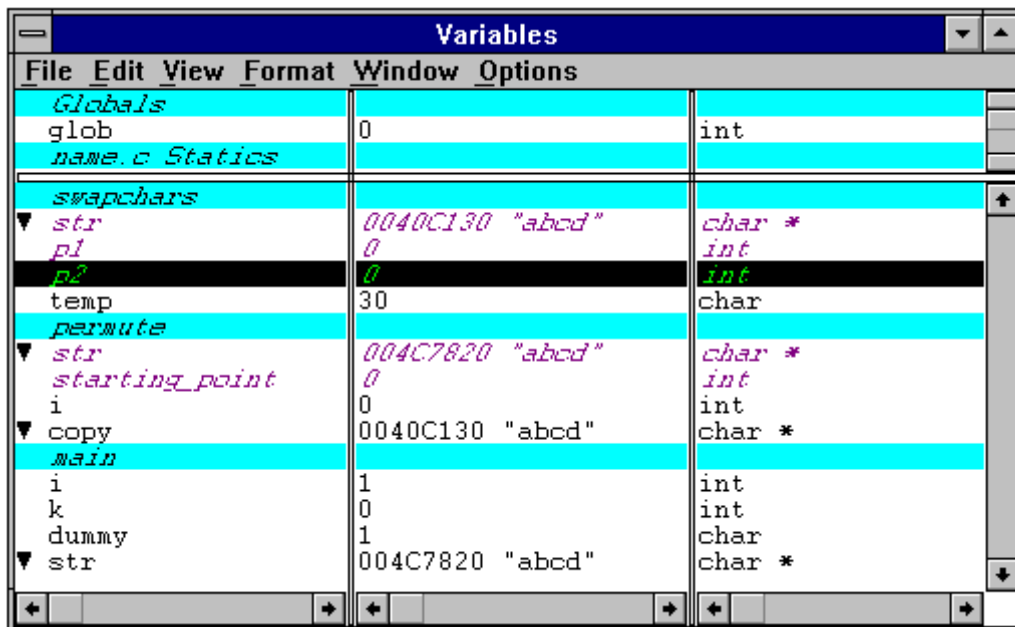 Variables
File Edit View Format Window Options
Globals
glob 0 int
name.c Statics
swapchars
str 0040C130 "abcd" char *
p1 0 int
p2 0 int
temp 30 char
permute
str 004C7820 "abcd" char *
starting_point 0 int
i 0 int
copy 0040C130 "abcd" char *
main
i 1 int
k 0 int
dummy 1 char
str 004C7820 "abcd" char *